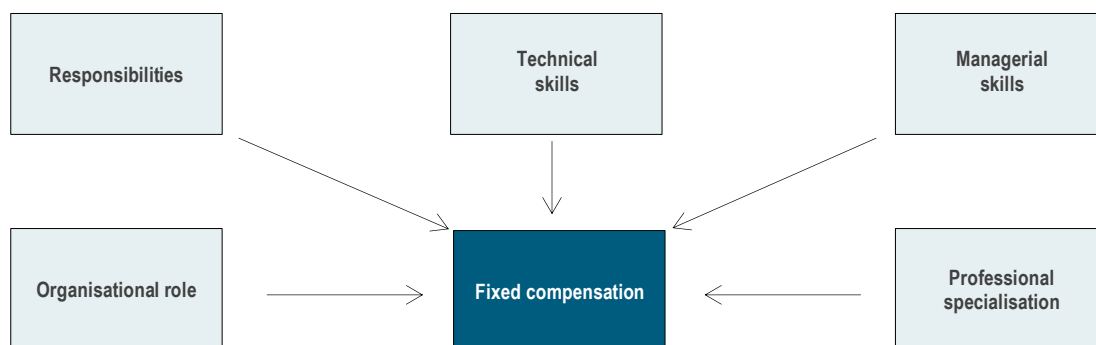 Responsibilities
Technical
skills
Managerial
skills
Organisational role
Fixed compensation
Professional
specialisation